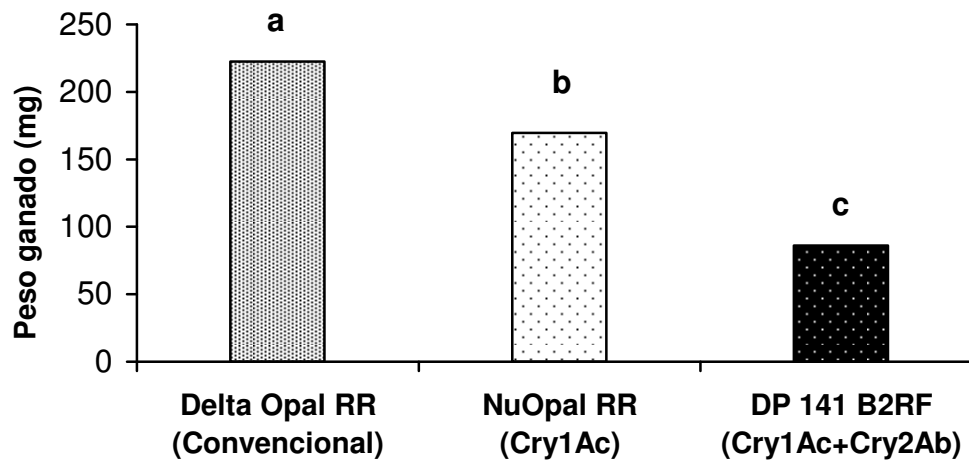 Peso ganado (mg)
250
200
150
100
50
0
a
b
c
Delta Opal RR
(Convencional)
NuOpal RR
(Cry1Ac)
DP 141 B2RF
(Cry1Ac+Cry2Ab)